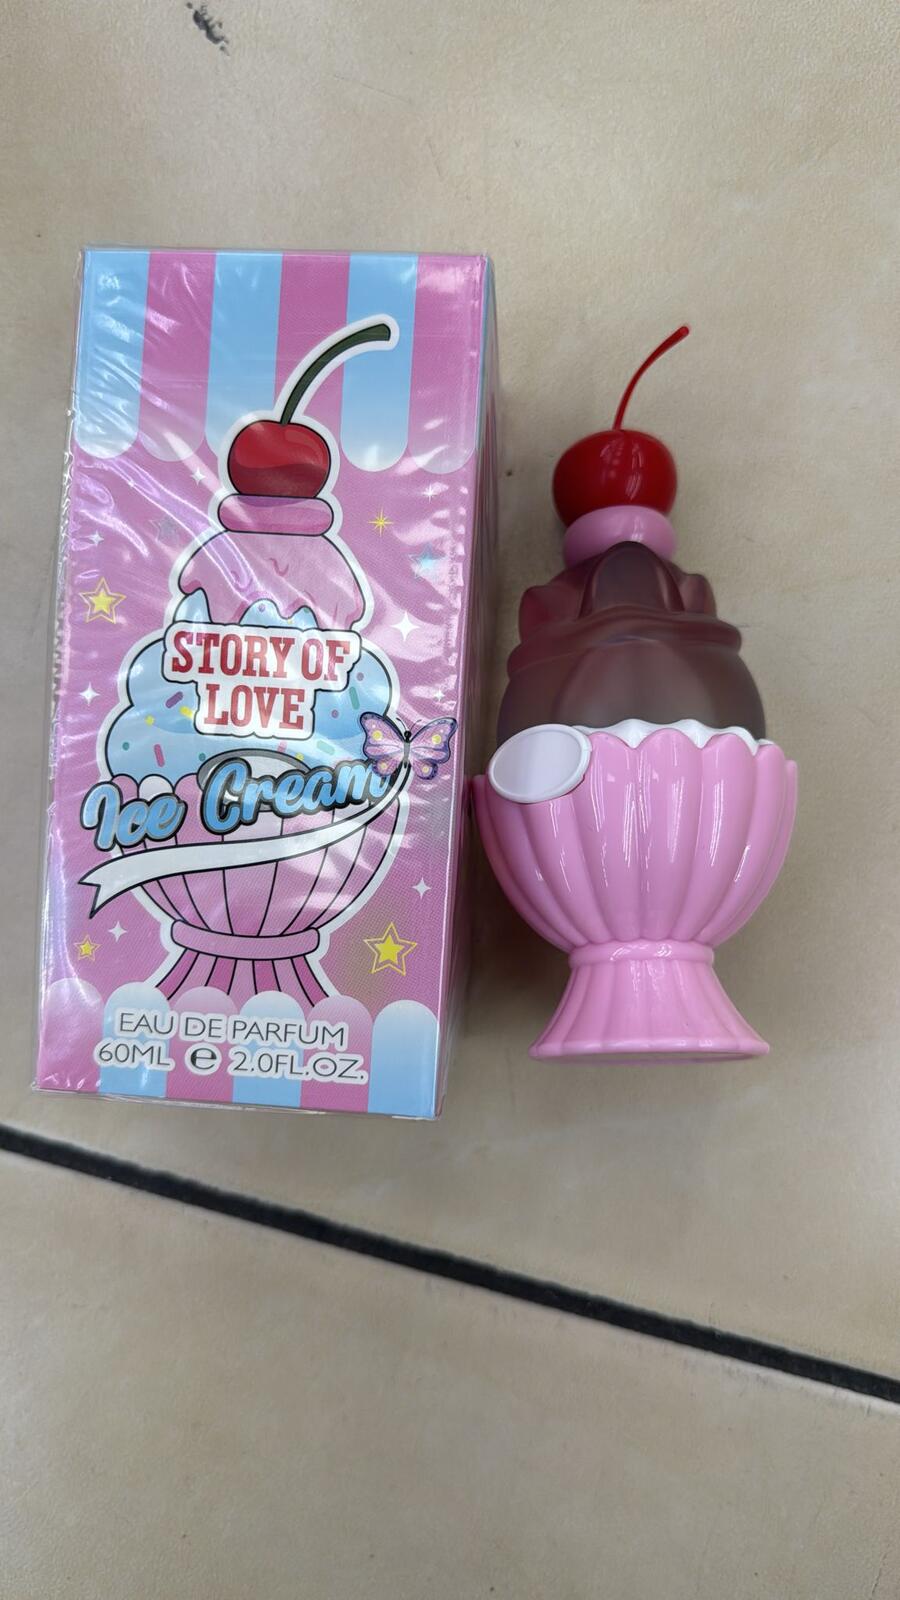 STORY OF
LOVE
Ice Cream
EAU DE PARFUM
60ML e 2.0FL.OZ.